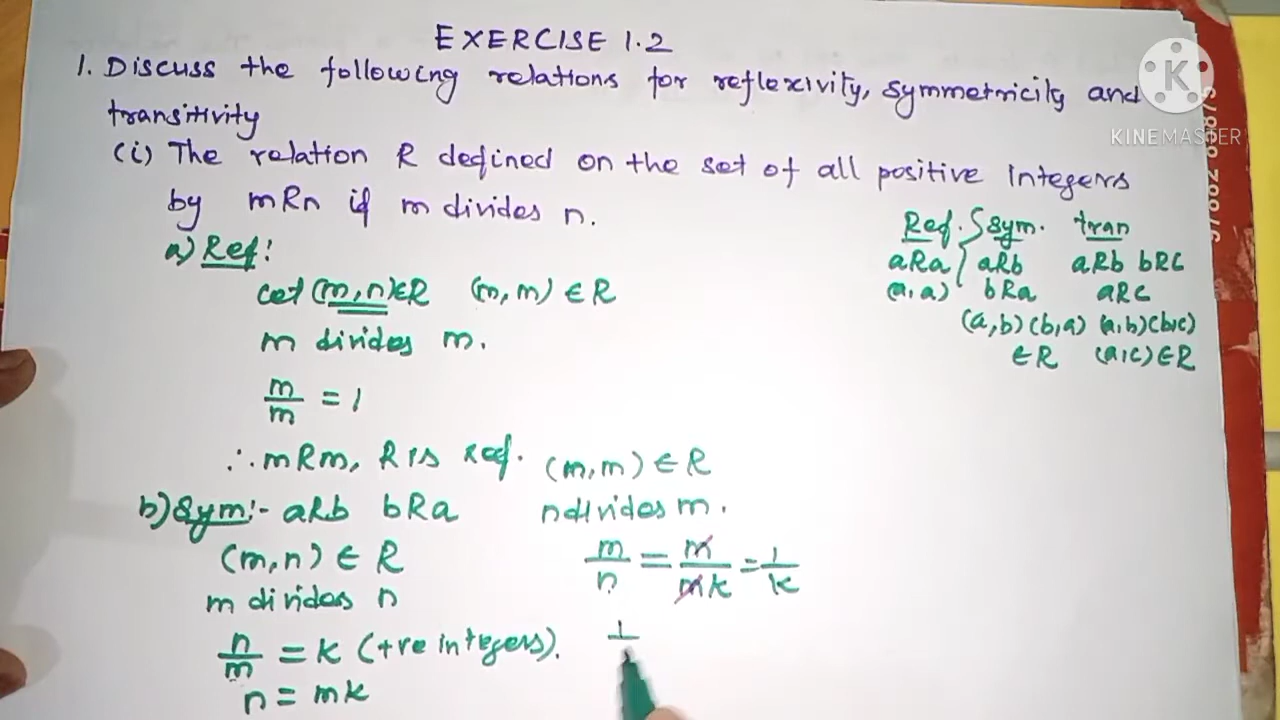 EXERCISE 1.2
1. Discuss the following relations for reflexivity, symmetricity and
transitivity
(i) The relation R defined on the set of all positive integers
by mRn if m divides n.
a) Ref:
Let (m,n)∈R (m,m) ∈ R
m divides m.
m/m = 1
∴ mRm, R is ref.
b) Sym:- aRb bRa
(m,n) ∈ R
m divides n
n/m = k (+ve integers).
n = mk
(m,m) ∈ R
n divides m.
m/n = m/mk = 1/k
1
Ref. Sym. tran
aRa aRb aRb bRC
(a,a) bRa aRC
(a,b) (b,a) (a,b)(b,c)
∈ R (a,c) ∈ R
K
KINEMASTER